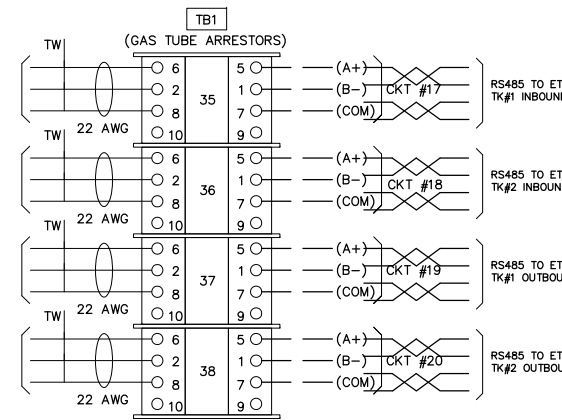 TB1
(GAS TUBE ARRESTORS)
TW
6 5 (A+)
2 1 (B-) CKT #17
35
8 7 (COM)
10 9
22 AWG
RS485 TO ET
TK#1 INBOUN
TW
6 5 (A+)
2 1 (B-)
36 CKT #18
8 7 (COM)
10 9
22 AWG
RS485 TO ET
TK#2 INBOUN
TW
6 5 (A+)
2 1 (B-) CKT #19
37
8 7 (COM)
10 9
22 AWG
RS485 TO ET
TK#1 OUTBOU
TW
6 5 (A+)
2 1 (B-) CKT #20
38
8 7 (COM)
10 9
22 AWG
RS485 TO ET
TK#2 OUTBOU